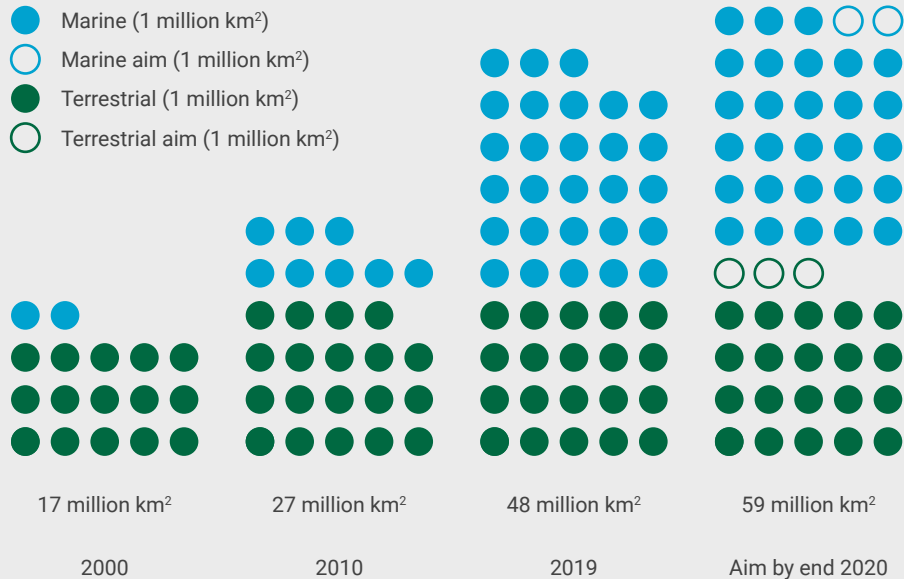 Marine (1 million km²)
Marine aim (1 million km²)
Terrestrial (1 million km²)
Terrestrial aim (1 million km²)
17 million km²
27 million km²
48 million km²
59 million km²
2000
2010
2019
Aim by end 2020